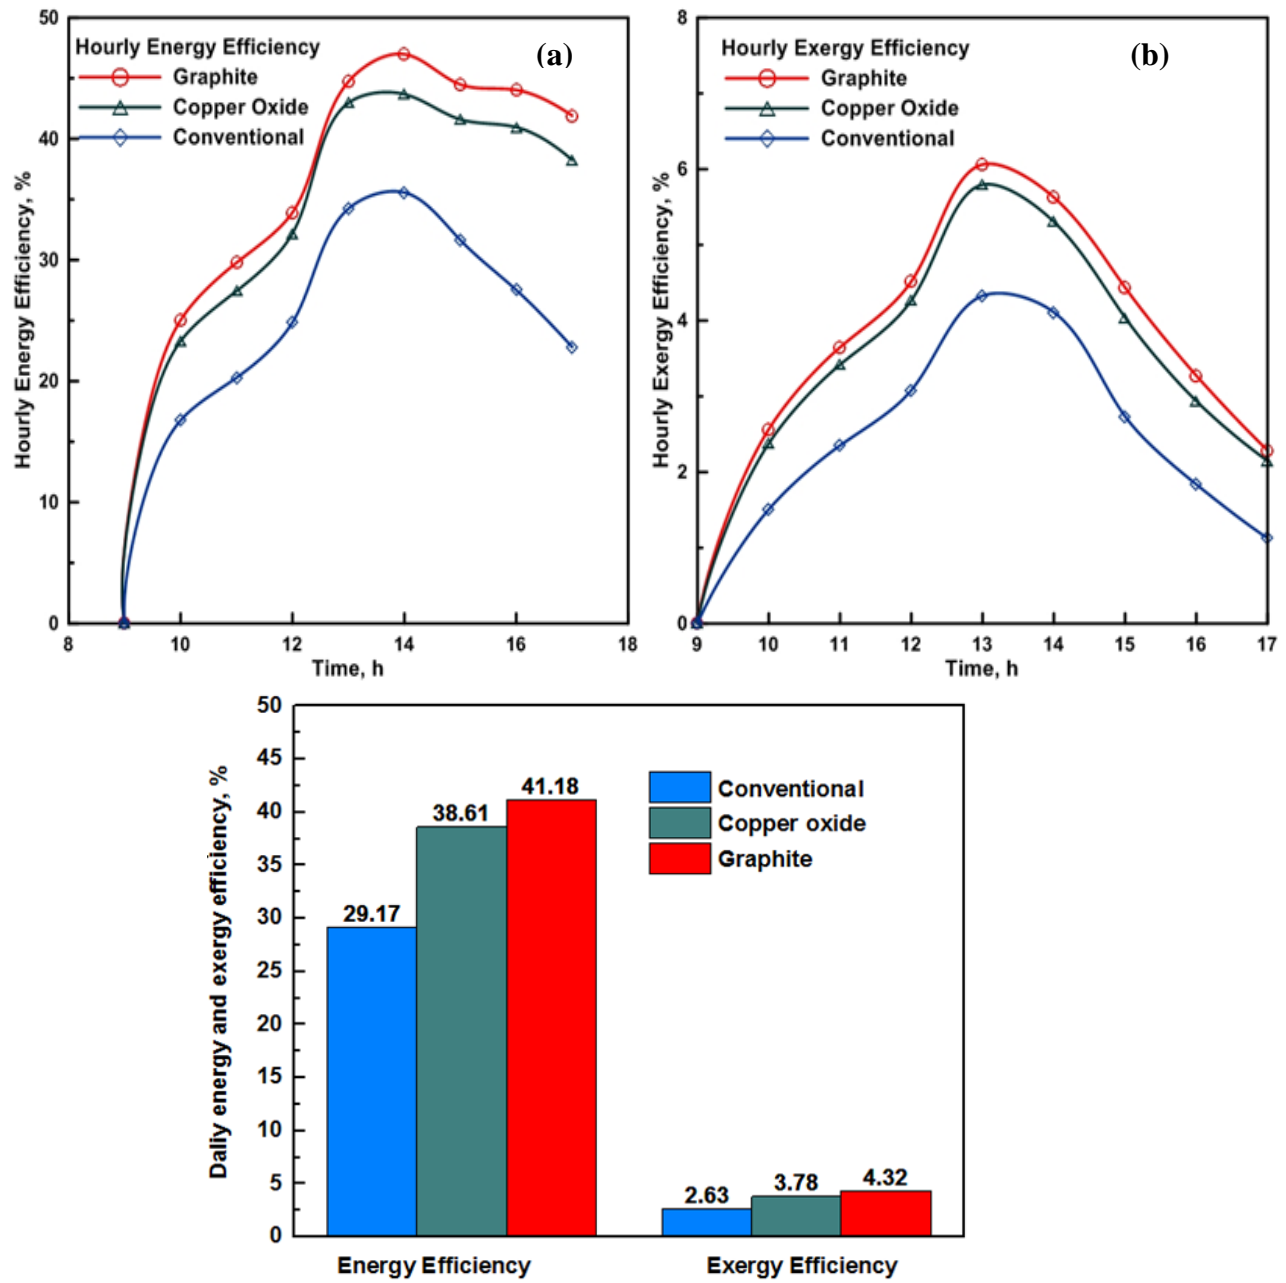 Hourly Energy Efficiency
Graphite
Copper Oxide
Conventional
(a)
50
40
30
20
10
0
Hourly Energy Efficiency, %
8
10
12
14
16
18
Time, h
Hourly Exergy Efficiency
Graphite
Copper Oxide
Conventional
(b)
8
6
4
2
0
Hourly Exergy Efficiency, %
9
10
11
12
13
14
15
16
17
Time, h
50
45
40
35
30
25
20
15
10
5
0
Daliy energy and exergy efficiency, %
Conventional
Copper oxide
Graphite
29.17
38.61
41.18
2.63
3.78
4.32
Energy Efficiency
Exergy Efficiency